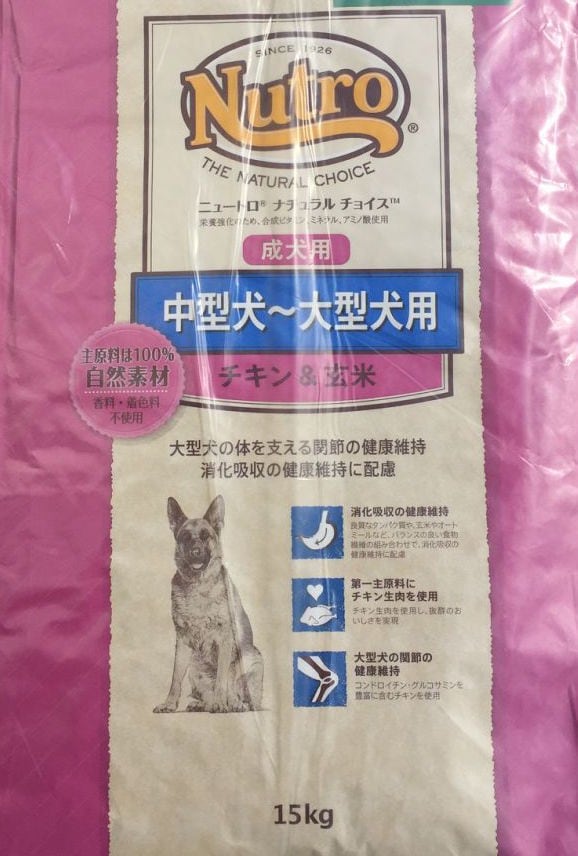 SINCE 1926
Nutro®
THE NATURAL CHOICE
ニュートロ® ナチュラル チョイス™
栄養強化のため、合成ビタミン、ミネラル、アミノ酸使用
成犬用
中型犬～大型犬用
チキン & 玄米
主原料は100%
自然素材
香料・着色料
不使用
大型犬の体を支える関節の健康維持
消化吸収の健康維持に配慮
消化吸収の健康維持
良質なタンパク質や、玄米やオート
ミールなど、バランスの良い食物
繊維の組み合わせで、消化吸収の
健康維持に配慮
第一主原料に
チキン生肉を使用
チキン生肉を使用し、抜群のお
いしさを実現
大型犬の関節の
健康維持
コンドロイチン・グルコサミンを
豊富に含むチキンを使用
15kg